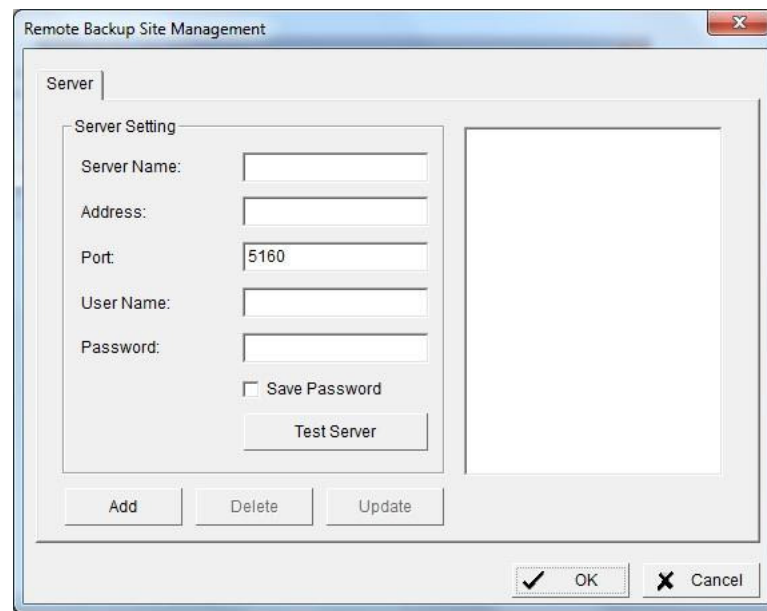 Remote Backup Site Management
Server
Server Setting
Server Name:
Address:
Port: 5160
User Name:
Password:
Save Password
Test Server
Add Delete Update
OK Cancel